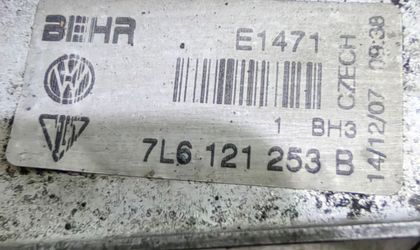 BEHR E1471
1 BH3
7L6 121 253 B
CZECH
14/12/07 09:38